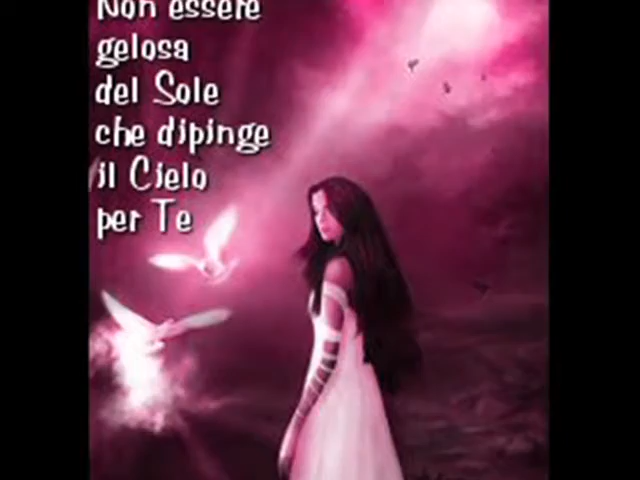 Non essere
gelosa
del Sole
che dipinge
il Cielo
per Te